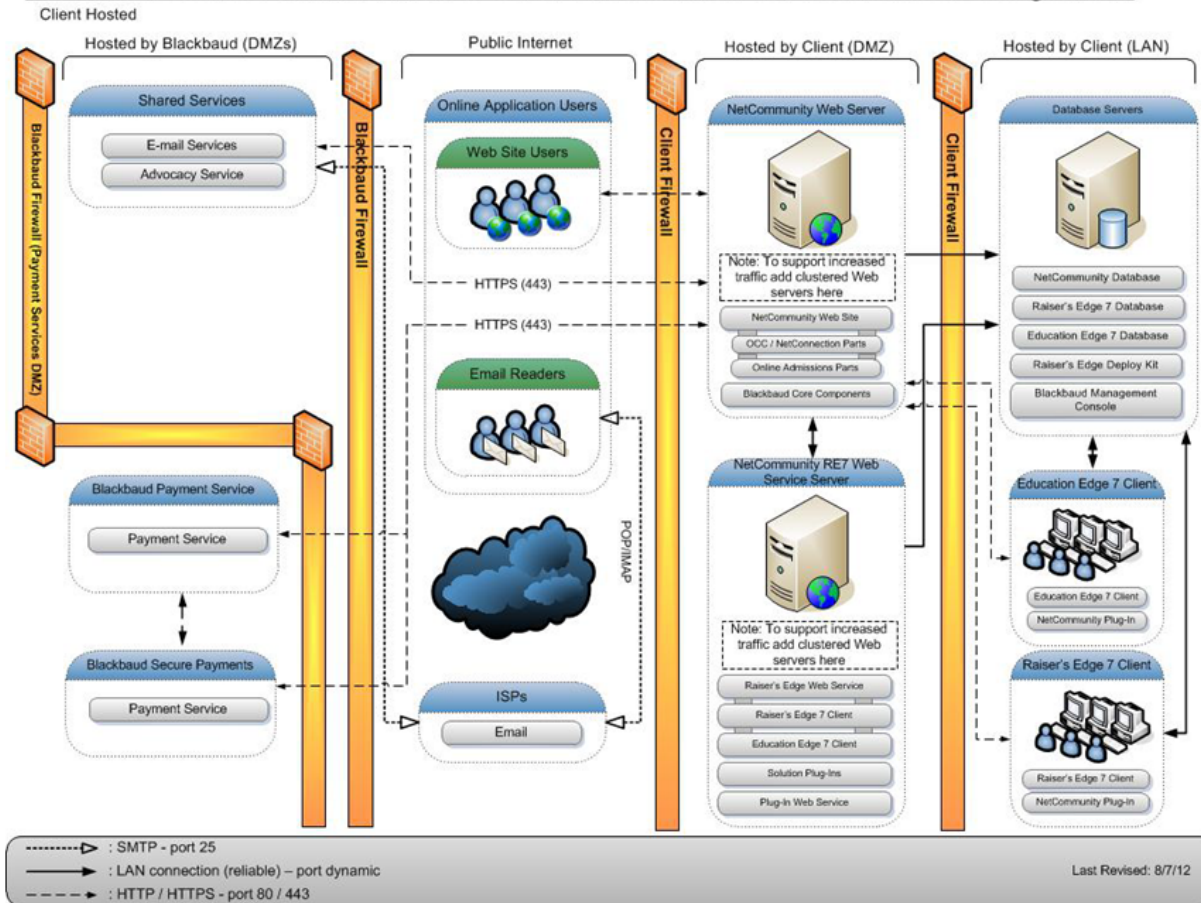 Client Hosted
Hosted by Blackbaud (DMZs)
Public Internet
Hosted by Client (DMZ)
Hosted by Client (LAN)
Blackbaud Firewall (Payment Services DMZ)
Shared Services
E-mail Services
Advocacy Service
Blackbaud Firewall
Online Application Users
Web Site Users
HTTPS (443)
HTTPS (443)
Email Readers
POP/IMAP
ISPs
Email
Blackbaud Payment Service
Payment Service
Blackbaud Secure Payments
Payment Service
Client Firewall
NetCommunity Web Server
Note: To support increased
traffic add clustered Web
servers here
NetCommunity Web Site
OCC / NetConnection Parts
Online Admissions Parts
Blackbaud Core Components
NetCommunity RE7 Web
Service Server
Note: To support increased
traffic add clustered Web
servers here
Raiser's Edge Web Service
Raiser's Edge 7 Client
Education Edge 7 Client
Solution Plug-Ins
Plug-In Web Service
Client Firewall
Database Servers
NetCommunity Database
Raiser's Edge 7 Database
Education Edge 7 Database
Raiser's Edge Deploy Kit
Blackbaud Management
Console
Education Edge 7 Client
Education Edge 7 Client
NetCommunity Plug-In
Raiser's Edge 7 Client
Raiser's Edge 7 Client
NetCommunity Plug-In
: SMTP - port 25
: LAN connection (reliable) – port dynamic
: HTTP / HTTPS - port 80 / 443
Last Revised: 8/7/12